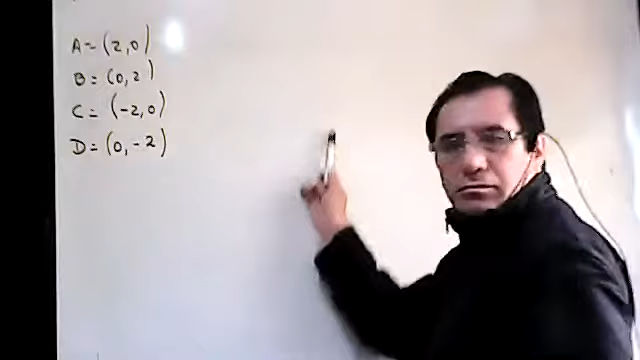 A = (2,0)
B = (0,2)
C = (-2,0)
D = (0,-2)